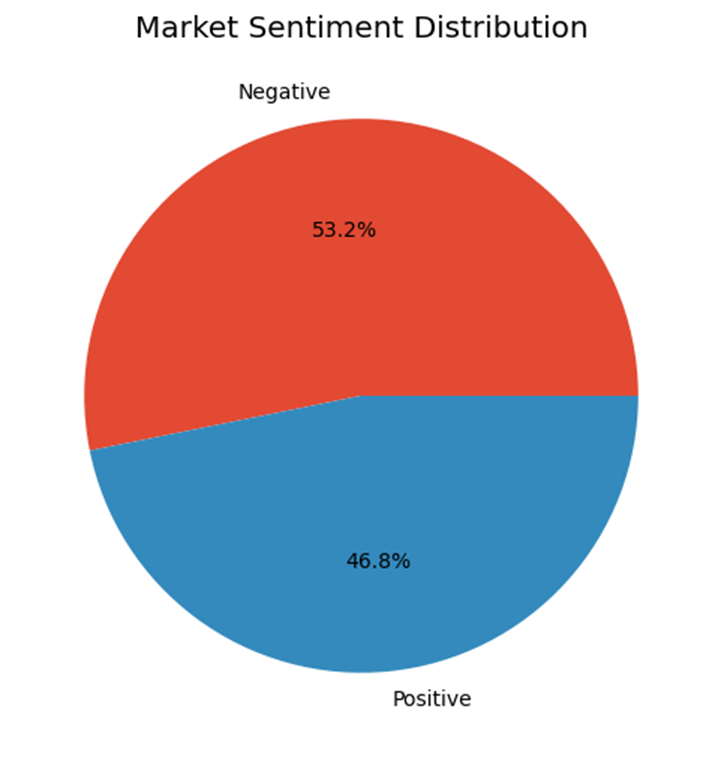 Market Sentiment Distribution
Negative
53.2%
46.8%
Positive